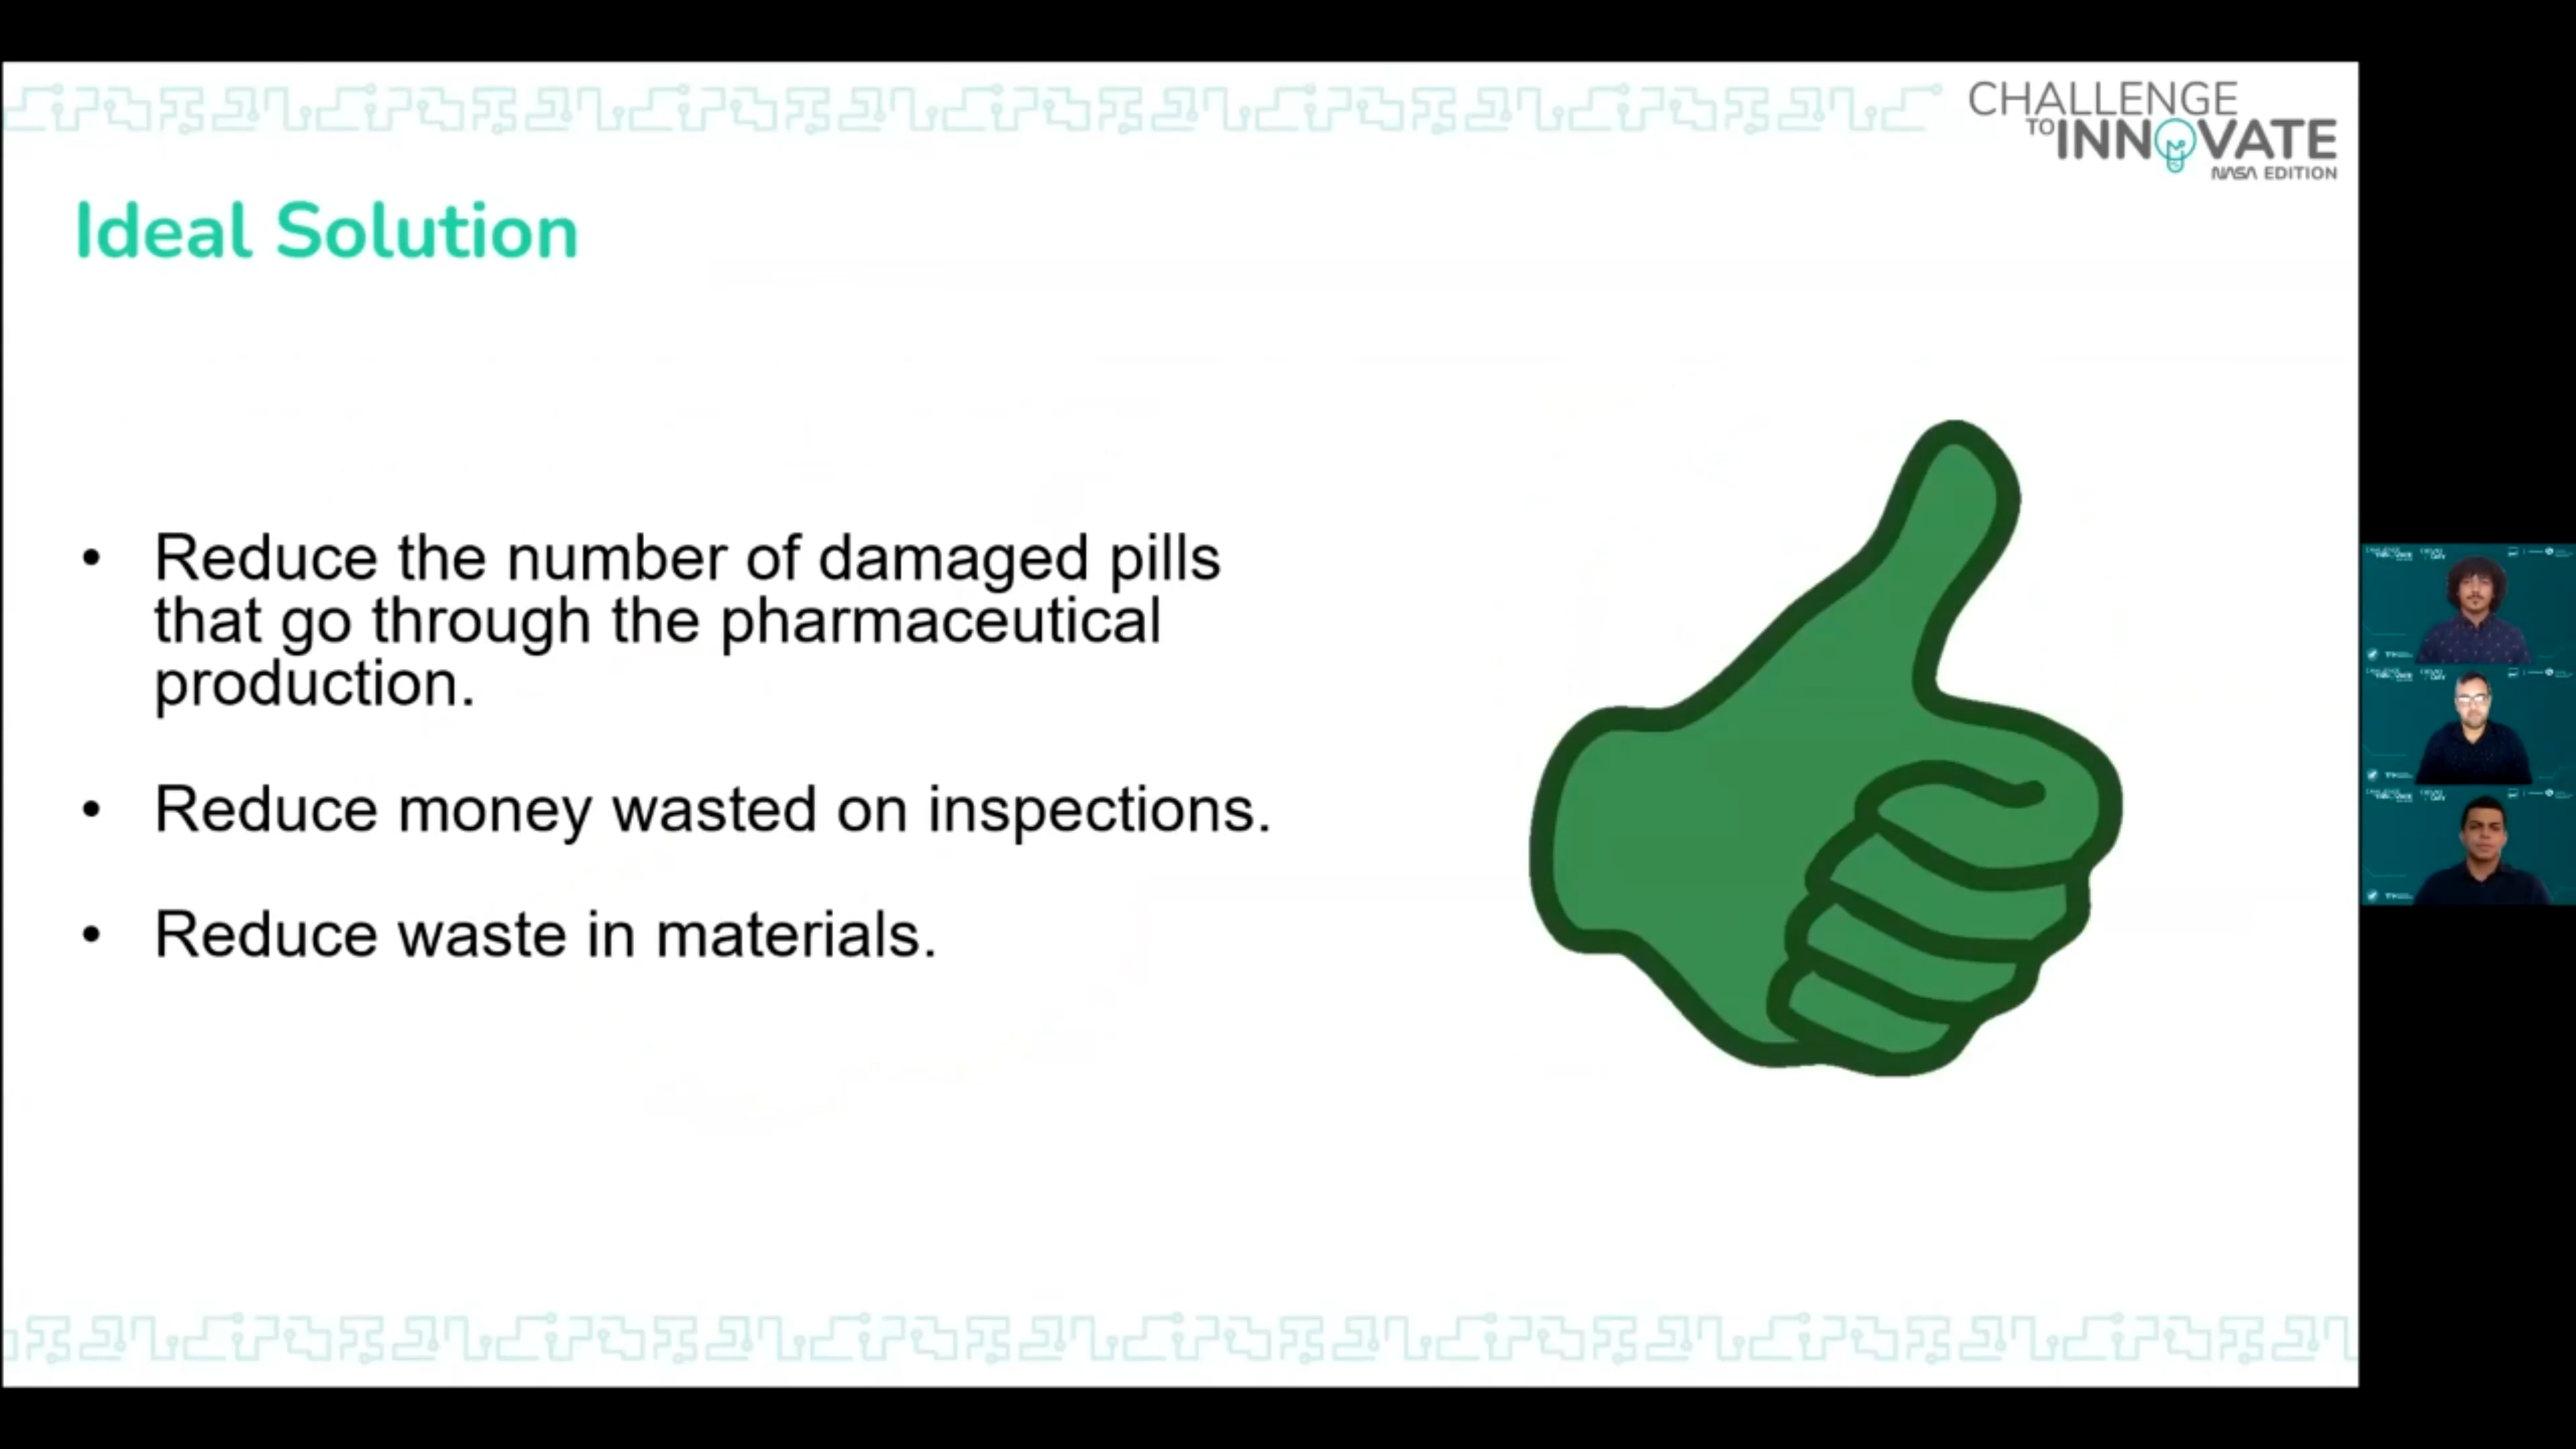 CHALLENGE
TO INNOVATE
NASA EDITION
Ideal Solution
• Reduce the number of damaged pills
that go through the pharmaceutical
production.
• Reduce money wasted on inspections.
• Reduce waste in materials.